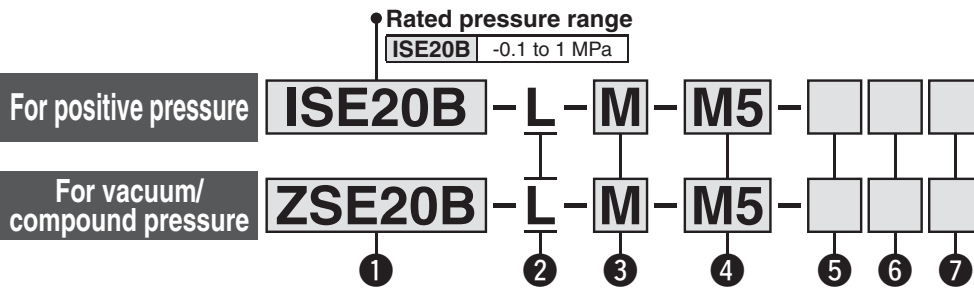 Rated pressure range
ISE20B -0.1 to 1 MPa
For positive pressure ISE20B - L - M - M5 -
For vacuum/
compound pressure ZSE20B - L - M - M5 -
1 2 3 4 5 6 7